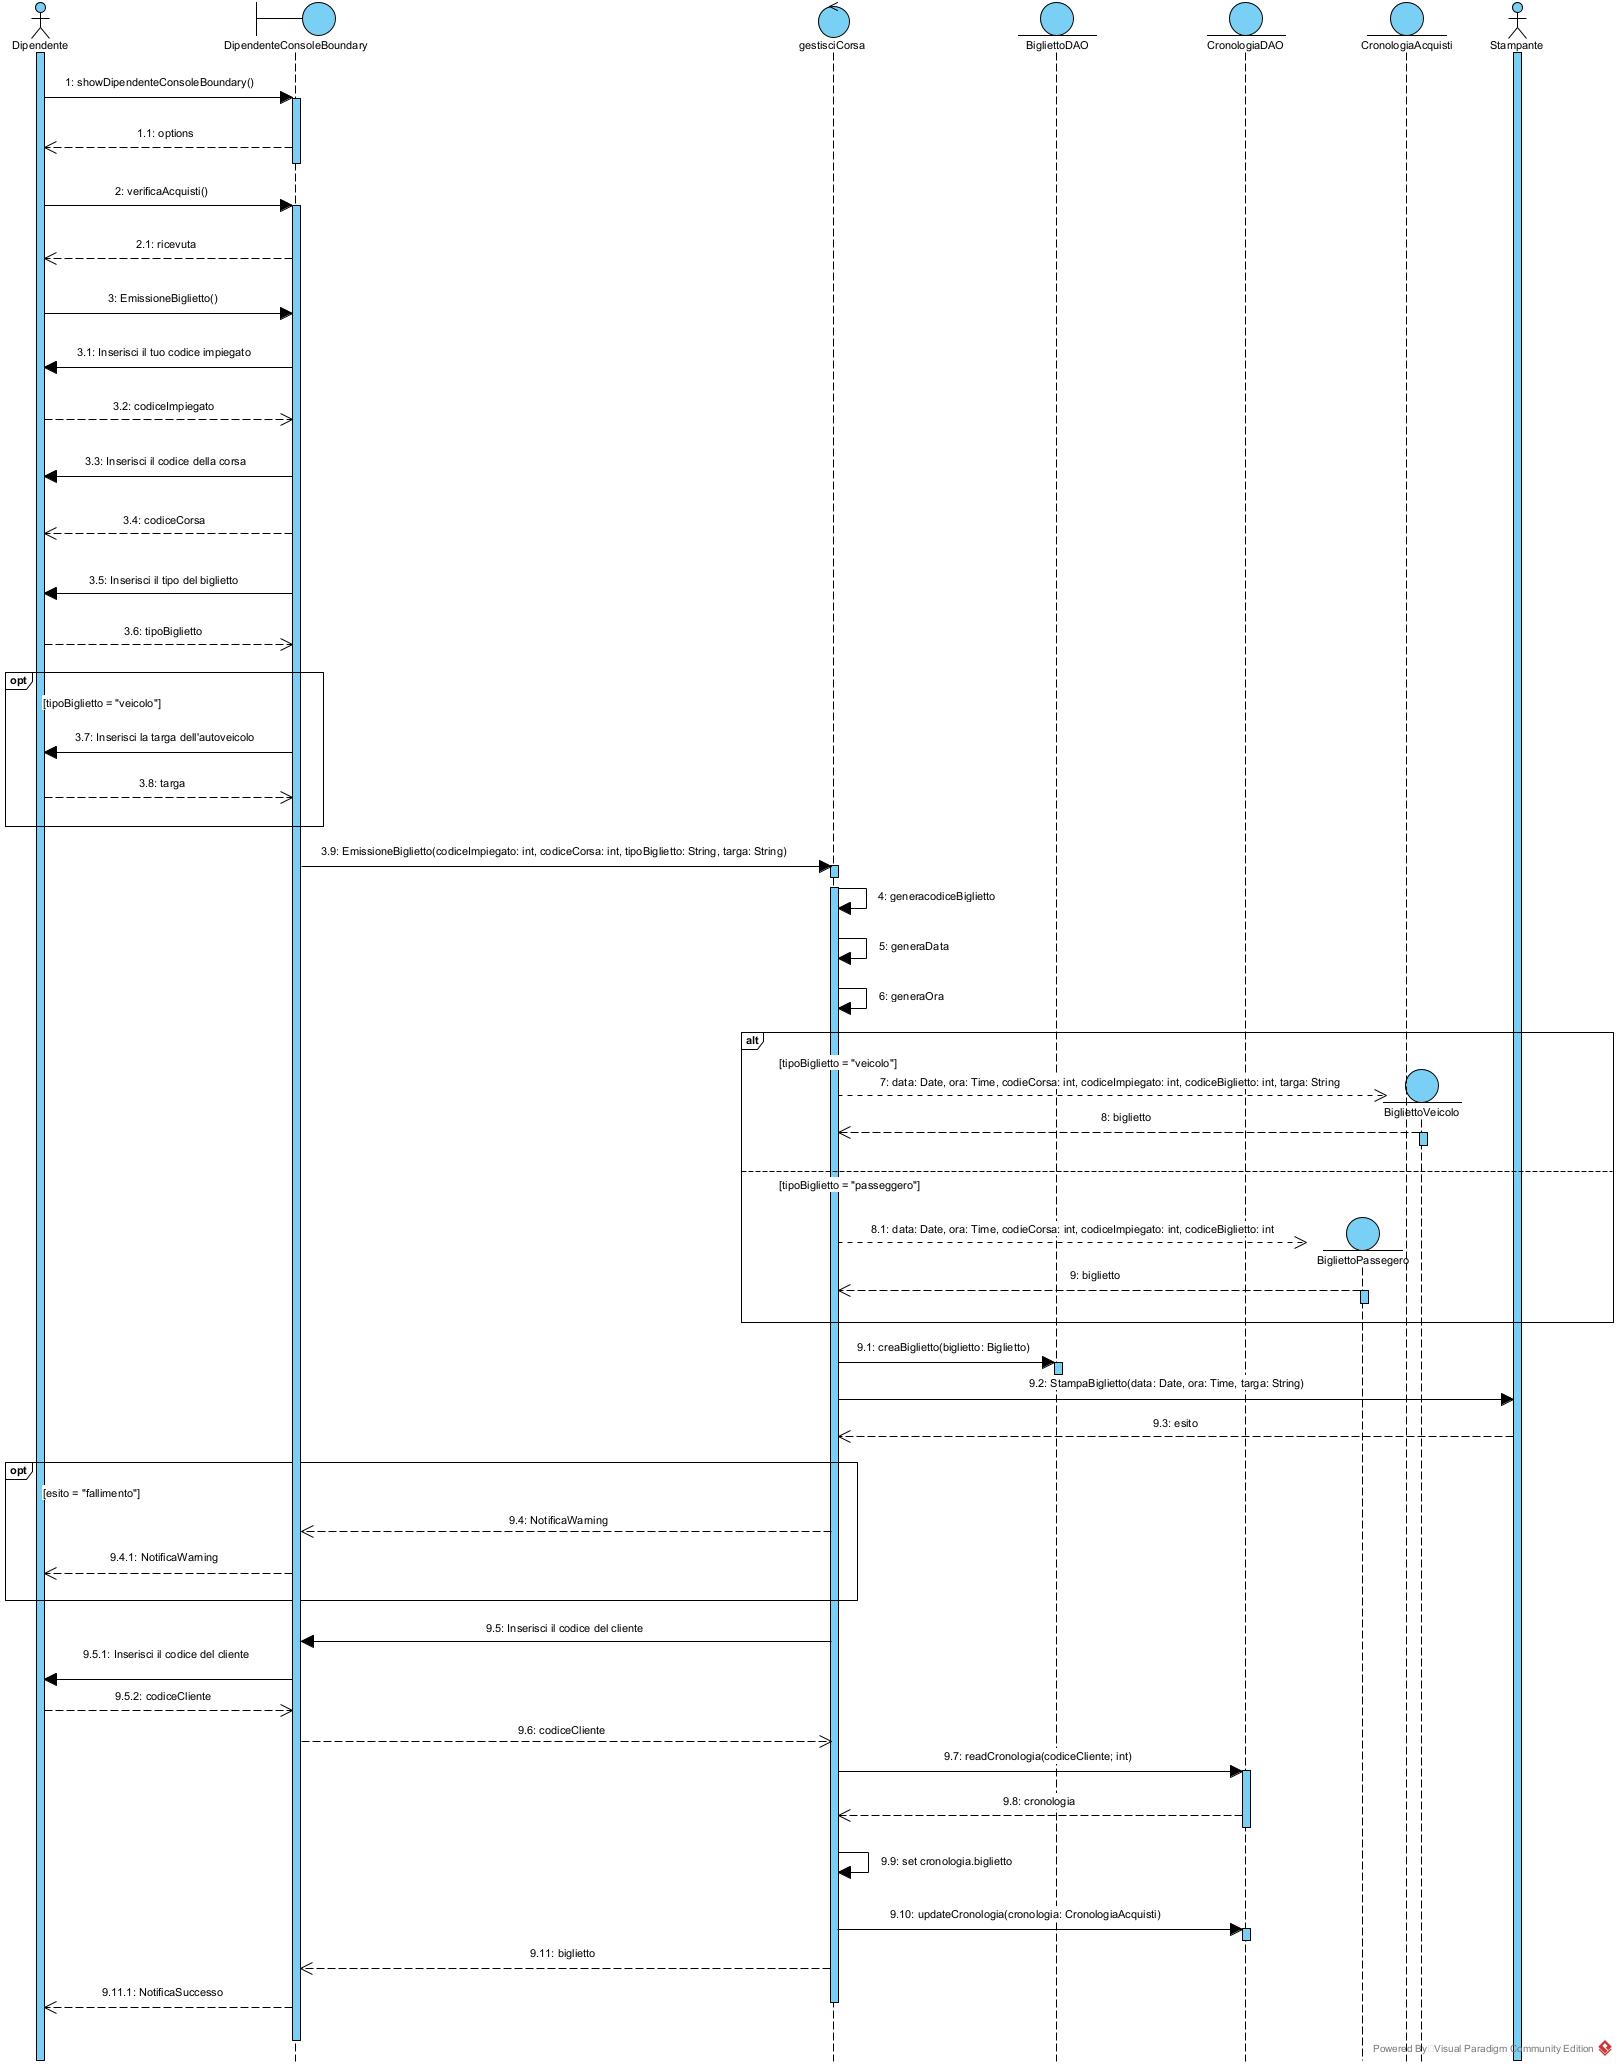 Dipendente
DipendenteConsoleBoundary
gestisciCorsa
BigliettoDAO
CronologiaDAO
CronologiaAcquisti
Stampante
1: showDipendenteConsoleBoundary()
1.1: options
2: verificaAcquisti()
2.1: ricevuta
3: EmissioneBiglietto()
3.1: Inserisci il tuo codice impiegato
3.2: codiceImpiegato
3.3: Inserisci il codice della corsa
3.4: codiceCorsa
3.5: Inserisci il tipo del biglietto
3.6: tipoBiglietto
opt
[tipoBiglietto = "veicolo"]
3.7: Inserisci la targa dell'autoveicolo
3.8: targa
3.9: EmissioneBiglietto(codiceImpiegato: int, codiceCorsa: int, tipoBiglietto: String, targa: String)
4: generacodiceBiglietto
5: generaData
6: generaOra
alt
[tipoBiglietto = "veicolo"]
7: data: Date, ora: Time, codieCorsa: int, codiceImpiegato: int, codiceBiglietto: int, targa: String
BigliettoVeicolo
8: biglietto
[tipoBiglietto = "passeggero"]
8.1: data: Date, ora: Time, codieCorsa: int, codiceImpiegato: int, codiceBiglietto: int
BigliettoPassegero
9: biglietto
9.1: creaBiglietto(biglietto: Biglietto)
9.2: StampaBiglietto(data: Date, ora: Time, targa: String)
9.3: esito
opt
[esito = "fallimento"]
9.4: NotificaWarning
9.4.1: NotificaWarning
9.5: Inserisci il codice del cliente
9.5.1: Inserisci il codice del cliente
9.5.2: codiceCliente
9.6: codiceCliente
9.7: readCronologia(codiceCliente; int)
9.8: cronologia
9.9: set cronologia.biglietto
9.10: updateCronologia(cronologia: CronologiaAcquisti)
9.11: biglietto
9.11.1: NotificaSuccesso
Powered By Visual Paradigm Community Edition